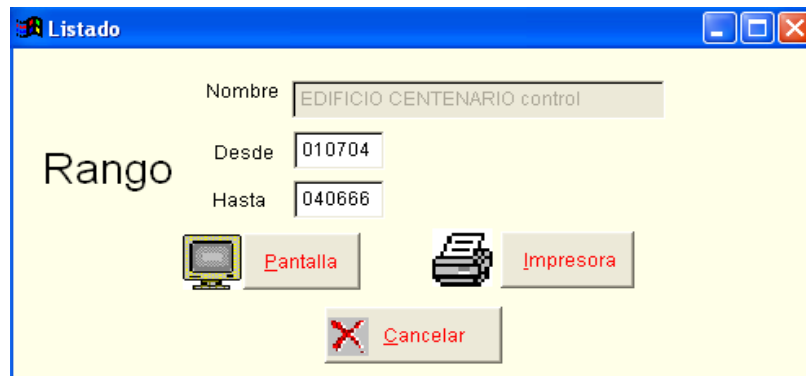 Listado
Nombre EDIFICIO CENTENARIO control
Rango
Desde 010704
Hasta 040666
Pantalla Impresora
Cancelar